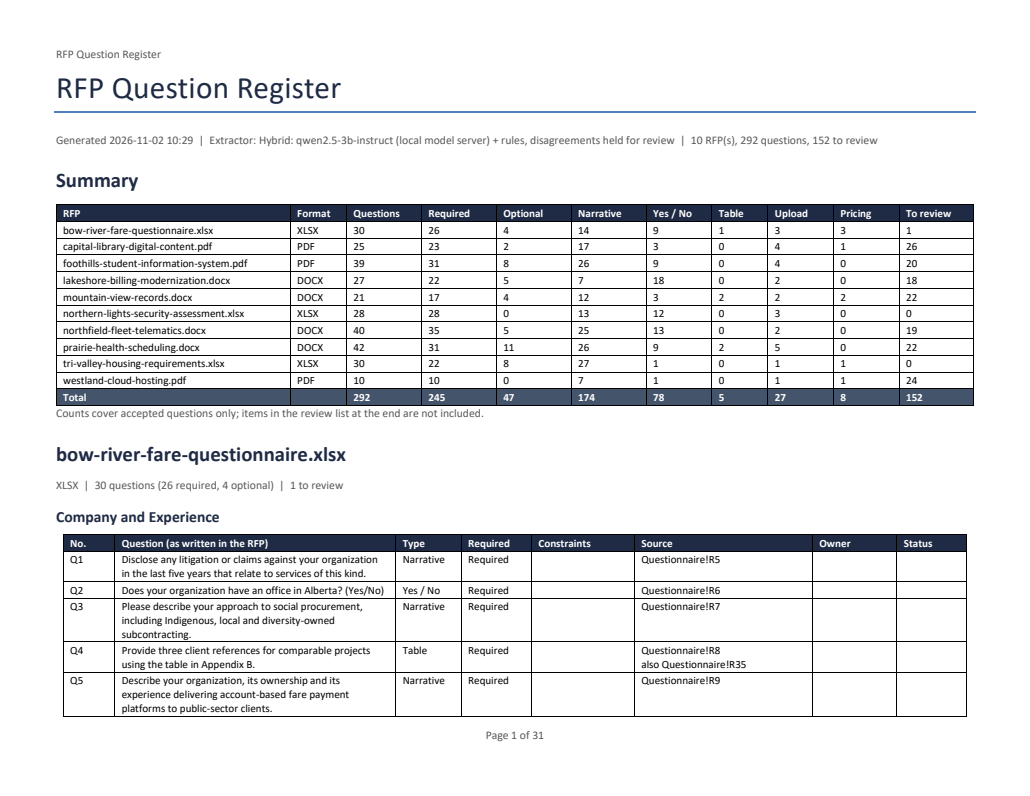 RFP Question Register
RFP Question Register
Generated 2026-11-02 10:29 | Extractor: Hybrid: qwen2.5-3b-instruct (local model server) + rules, disagreements held for review | 10 RFP(s), 292 questions, 152 to review
Summary
RFP Format Questions Required Optional Narrative Yes / No Table Upload Pricing To review
bow-river-fare-questionnaire.xlsx XLSX 30 26 4 14 9 1 3 3 1
capital-library-digital-content.pdf PDF 25 23 2 17 3 0 4 1 26
foothills-student-information-system.pdf PDF 39 31 8 26 9 0 4 0 20
lakeshore-billing-modernization.docx DOCX 27 22 5 7 18 0 2 0 18
mountain-view-records.docx DOCX 21 17 4 12 3 2 2 2 22
northern-lights-security-assessment.xlsx XLSX 28 28 0 13 12 0 3 0 0
northfield-fleet-telematics.docx DOCX 40 35 5 25 13 0 2 0 19
prairie-health-scheduling.docx DOCX 42 31 11 26 9 2 5 0 22
tri-valley-housing-requirements.xlsx XLSX 30 22 8 27 1 0 1 1 0
westland-cloud-hosting.pdf PDF 10 10 0 7 1 0 1 1 24
Total 292 245 47 174 78 5 27 8 152
Counts cover accepted questions only; items in the review list at the end are not included.
bow-river-fare-questionnaire.xlsx
XLSX | 30 questions (26 required, 4 optional) | 1 to review
Company and Experience
No. Question (as written in the RFP) Type Required Constraints Source Owner Status
Q1 Disclose any litigation or claims against your organization Narrative Required Questionnaire!R5
in the last five years that relate to services of this kind.
Q2 Does your organization have an office in Alberta? (Yes/No) Yes / No Required Questionnaire!R6
Q3 Please describe your approach to social procurement, Narrative Required Questionnaire!R7
including Indigenous, local and diversity-owned
subcontracting.
Q4 Provide three client references for comparable projects Table Required Questionnaire!R8
using the table in Appendix B. also Questionnaire!R35
Q5 Describe your organization, its ownership and its Narrative Required Questionnaire!R9
experience delivering account-based fare payment
platforms to public-sector clients.
Page 1 of 31